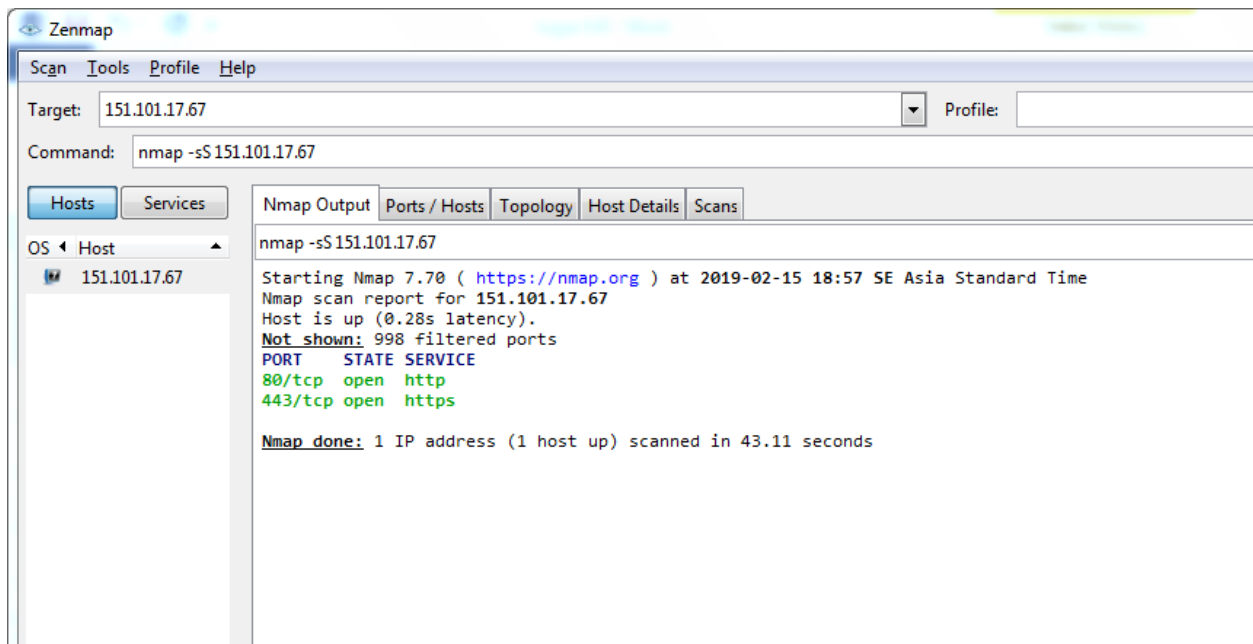 Zenmap
Scan Tools Profile Help
Target: 151.101.17.67 Profile:
Command: nmap -sS 151.101.17.67
Hosts Services
Nmap Output Ports / Hosts Topology Host Details Scans
OS Host
nmap -sS 151.101.17.67
151.101.17.67
Starting Nmap 7.70 ( https://nmap.org ) at 2019-02-15 18:57 SE Asia Standard Time
Nmap scan report for 151.101.17.67
Host is up (0.28s latency).
Not shown: 998 filtered ports
PORT STATE SERVICE
80/tcp open http
443/tcp open https
Nmap done: 1 IP address (1 host up) scanned in 43.11 seconds